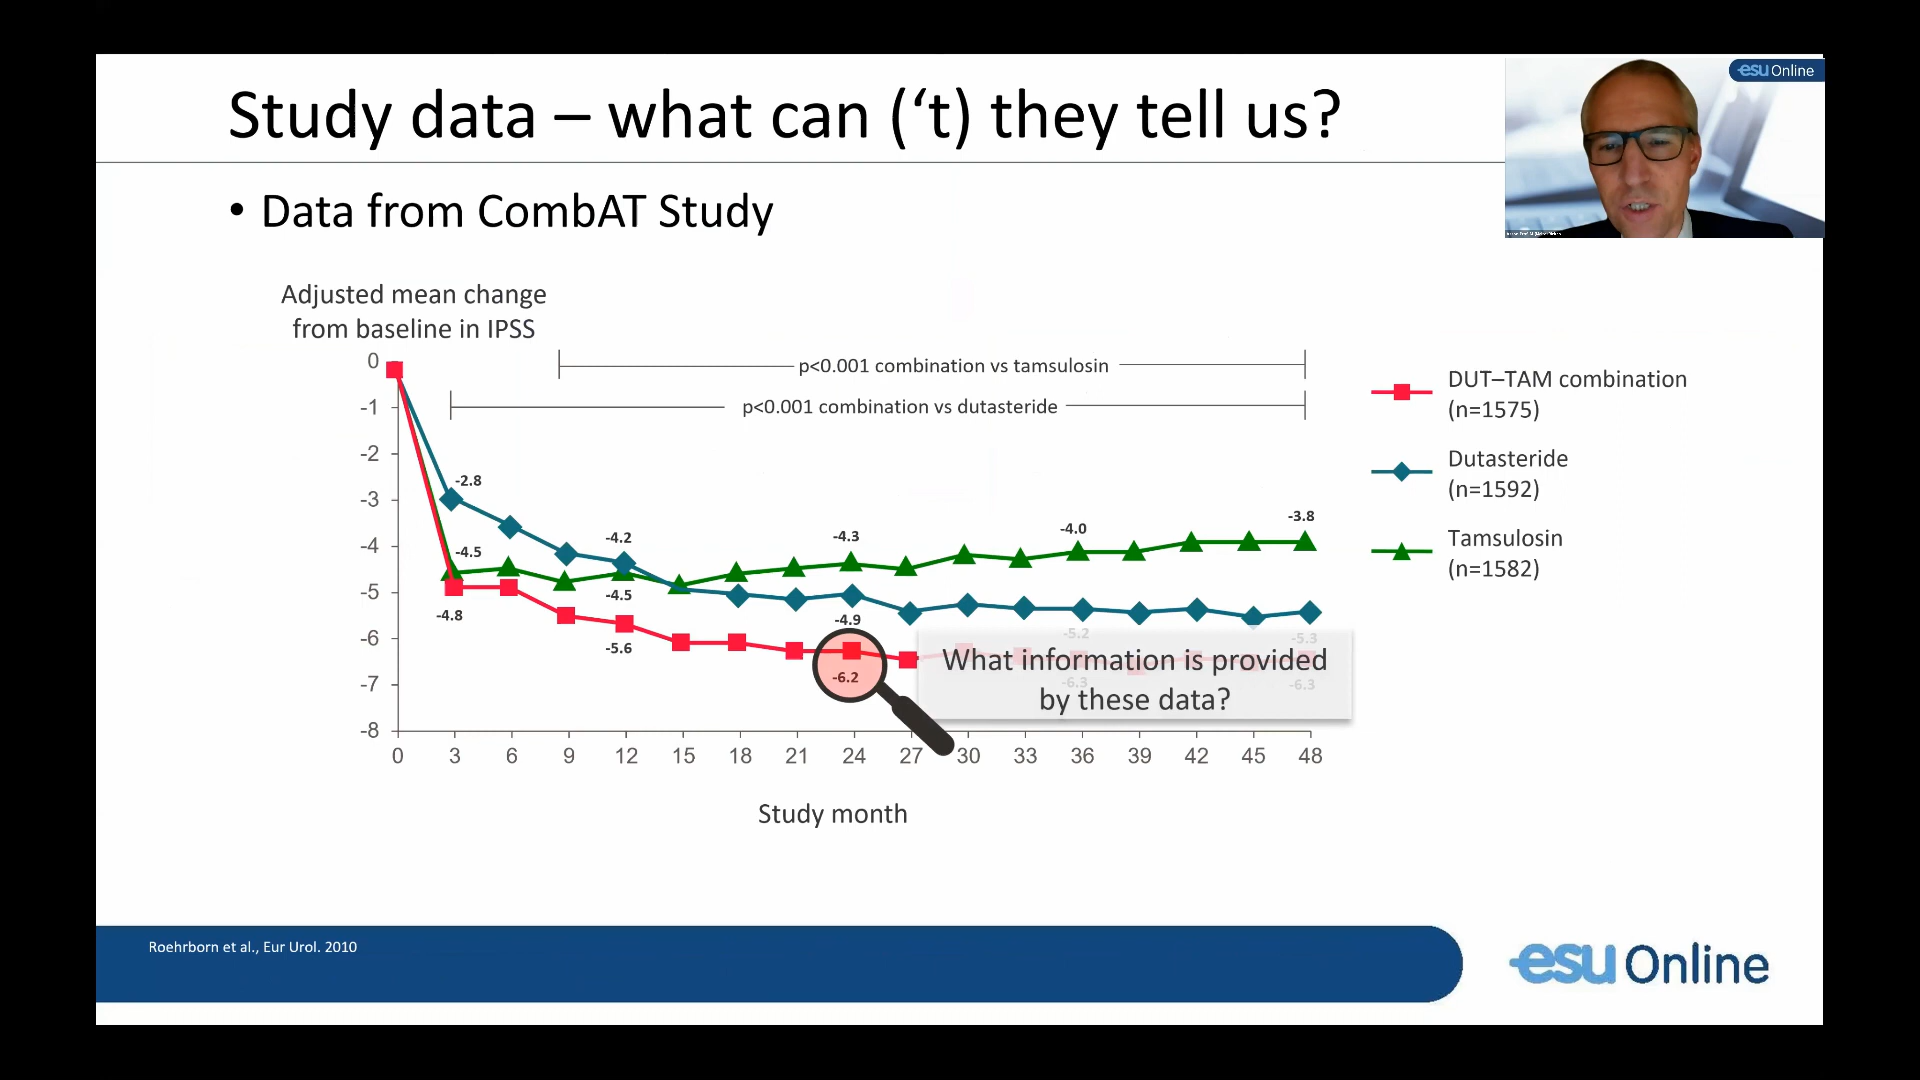 Study data – what can (‘t) they tell us?
esu Online
• Data from CombAT Study
Adjusted mean change
from baseline in IPSS
p<0.001 combination vs tamsulosin
p<0.001 combination vs dutasteride
0
-1
-2
-3
-4
-5
-6
-7
-8
-2.8
-4.5
-4.8
-4.2
-4.5
-5.6
-4.3
-4.9
-6.2
-4.0
-5.2
-6.3
-3.8
-5.3
-6.3
What information is provided
by these data?
0 3 6 9 12 15 18 21 24 27 30 33 36 39 42 45 48
Study month
DUT–TAM combination
(n=1575)
Dutasteride
(n=1592)
Tamsulosin
(n=1582)
Roehrborn et al., Eur Urol. 2010
esu Online